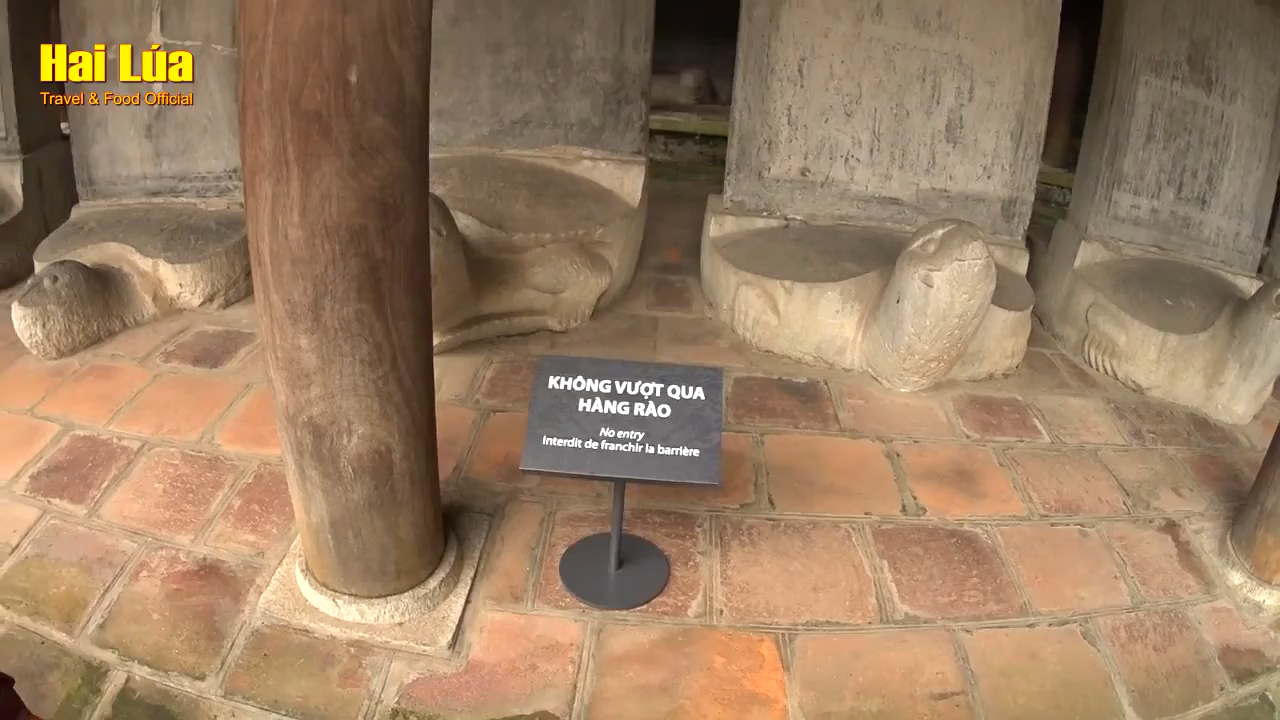 Hai Lúa
Travel & Food Official
KHÔNG VƯỢT QUA
HÀNG RÀO
No entry
Interdit de franchir la barrière